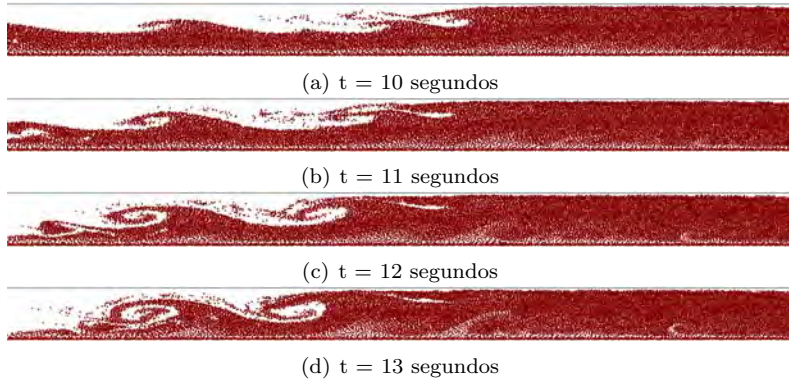 (a) t = 10 segundos
(b) t = 11 segundos
(c) t = 12 segundos
(d) t = 13 segundos